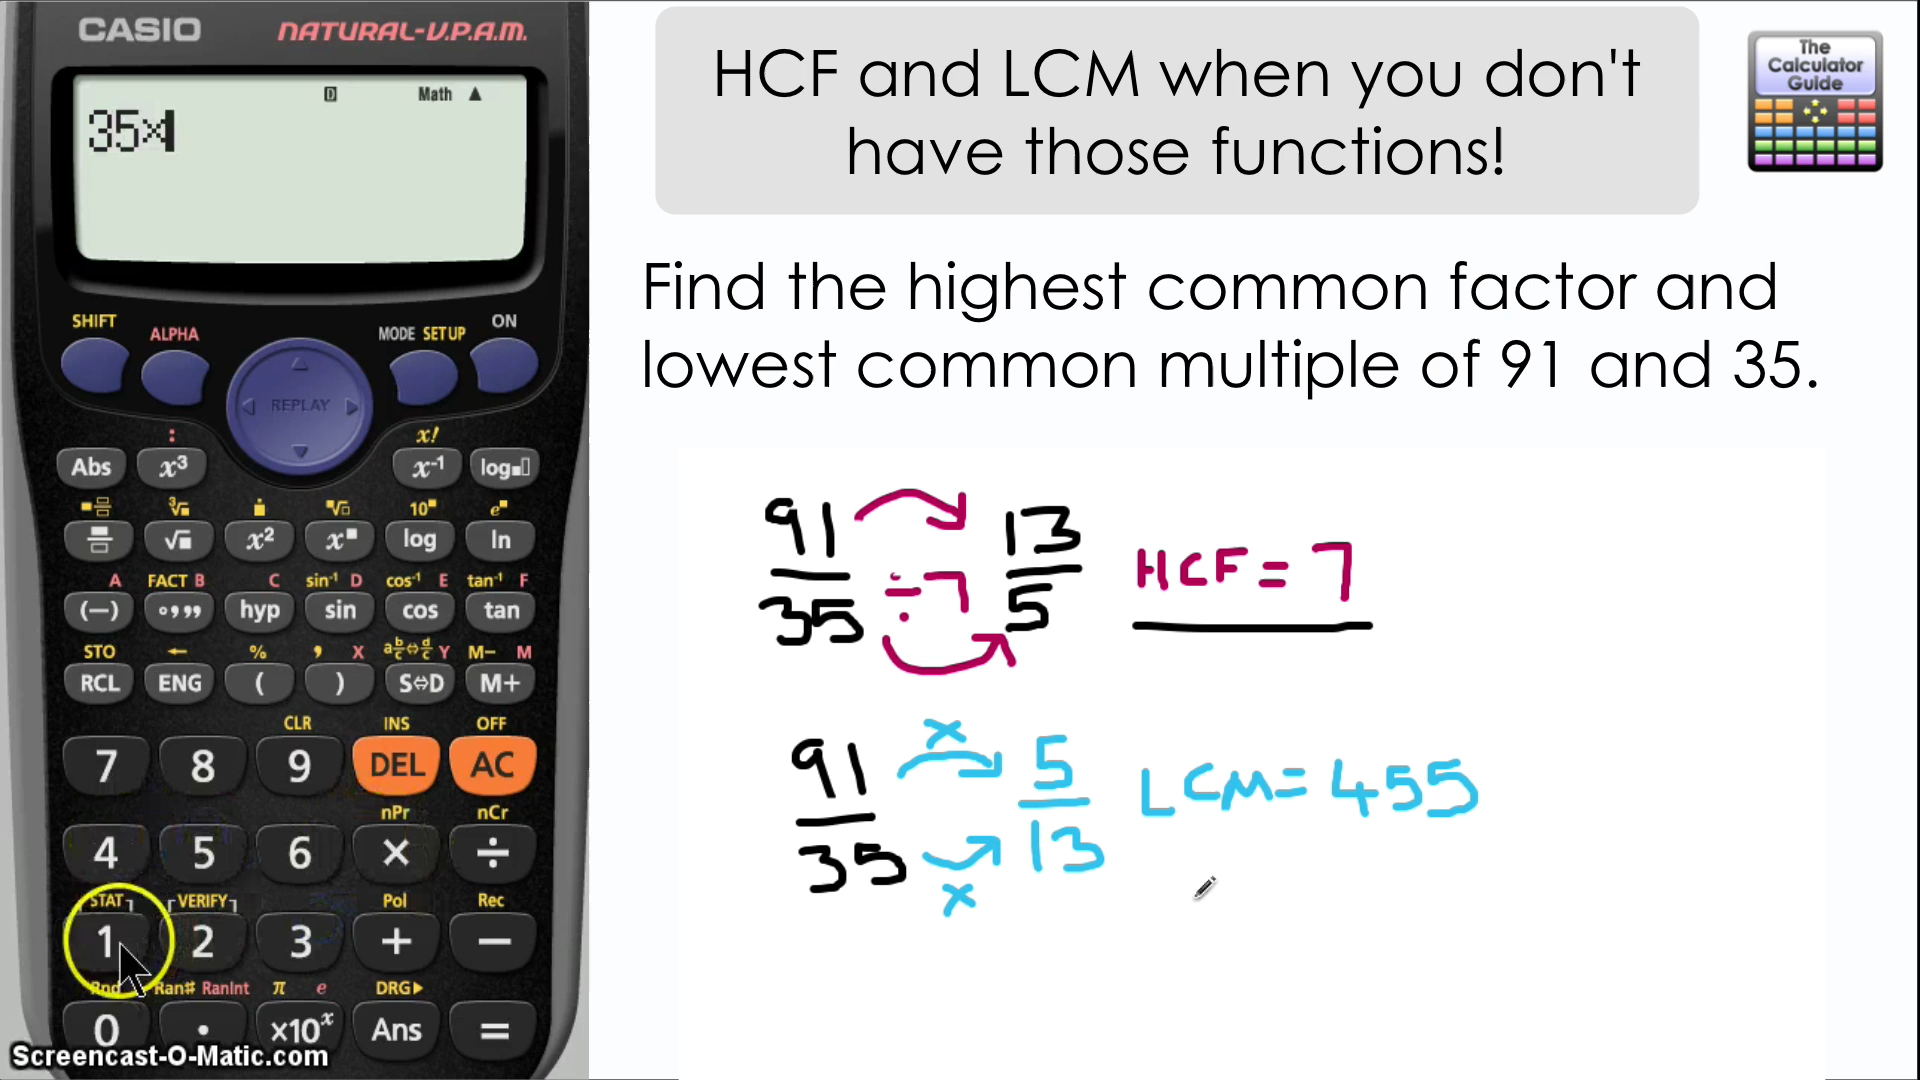 CASIO
NATURAL-V.P.A.M.
D Math ▲
35×
SHIFT
ALPHA
MODE SETUP
ON
REPLAY
:
x!
Abs
x³
x⁻¹
log
³√
10
e
√
x²
x
log
ln
A
FACT B
C
sin⁻¹ D
cos⁻¹ E
tan⁻¹ F
(−)
° , ,,
hyp
sin
cos
tan
STO
←
%
, X
a b/c⇔d/c Y
M− M
RCL
ENG
(
)
S⇔D
M+
CLR
INS
OFF
7 8 9 DEL AC
nPr
nCr
4 5 6 × ÷
STAT
VERIFY
Pol
Rec
1 2 3 + −
Rnd
Ran# RanInt
π e
DRG▶
0 . ×10ˣ Ans =
Screencast-O-Matic.com
HCF and LCM when you don't
have those functions!
The
Calculator
Guide
Find the highest common factor and
lowest common multiple of 91 and 35.
91 13
÷7 HCF = 7
35 5
×
91 5
LCM = 455
35 13
×